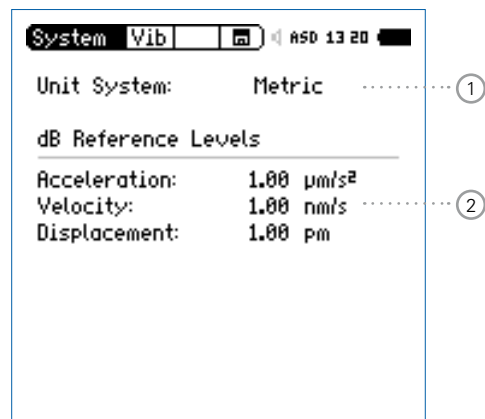 System Vib ASD 13 20
Unit System: Metric 1
dB Reference Levels
Acceleration: 1.00 µm/s²
Velocity: 1.00 nm/s 2
Displacement: 1.00 pm